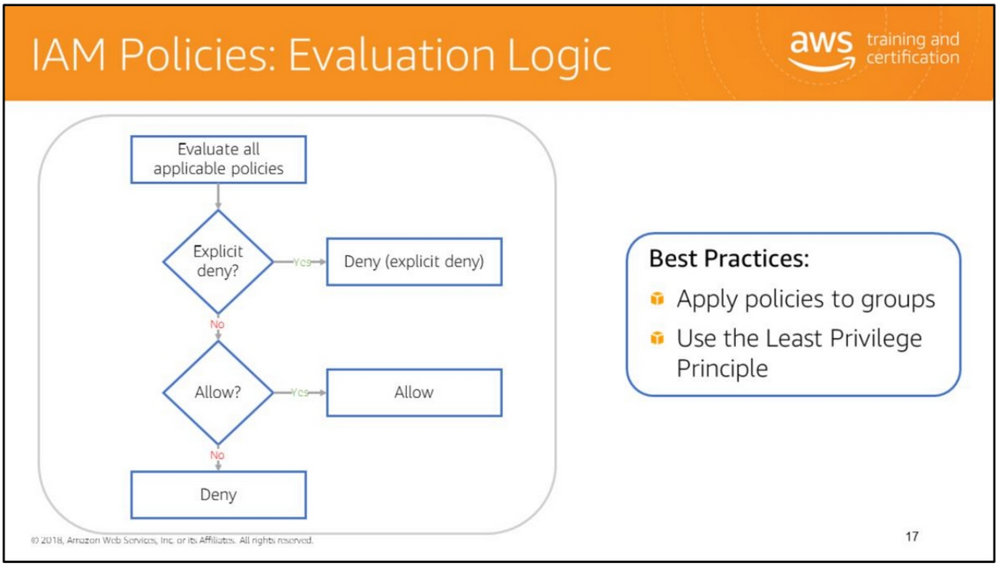 IAM Policies: Evaluation Logic
aws training and
certification
Evaluate all
applicable policies
Explicit
deny?
Yes
Deny (explicit deny)
No
Allow?
Yes
Allow
No
Deny
Best Practices:
Apply policies to groups
Use the Least Privilege
Principle
© 2018, Amazon Web Services, Inc. or its Affiliates. All rights reserved.
17